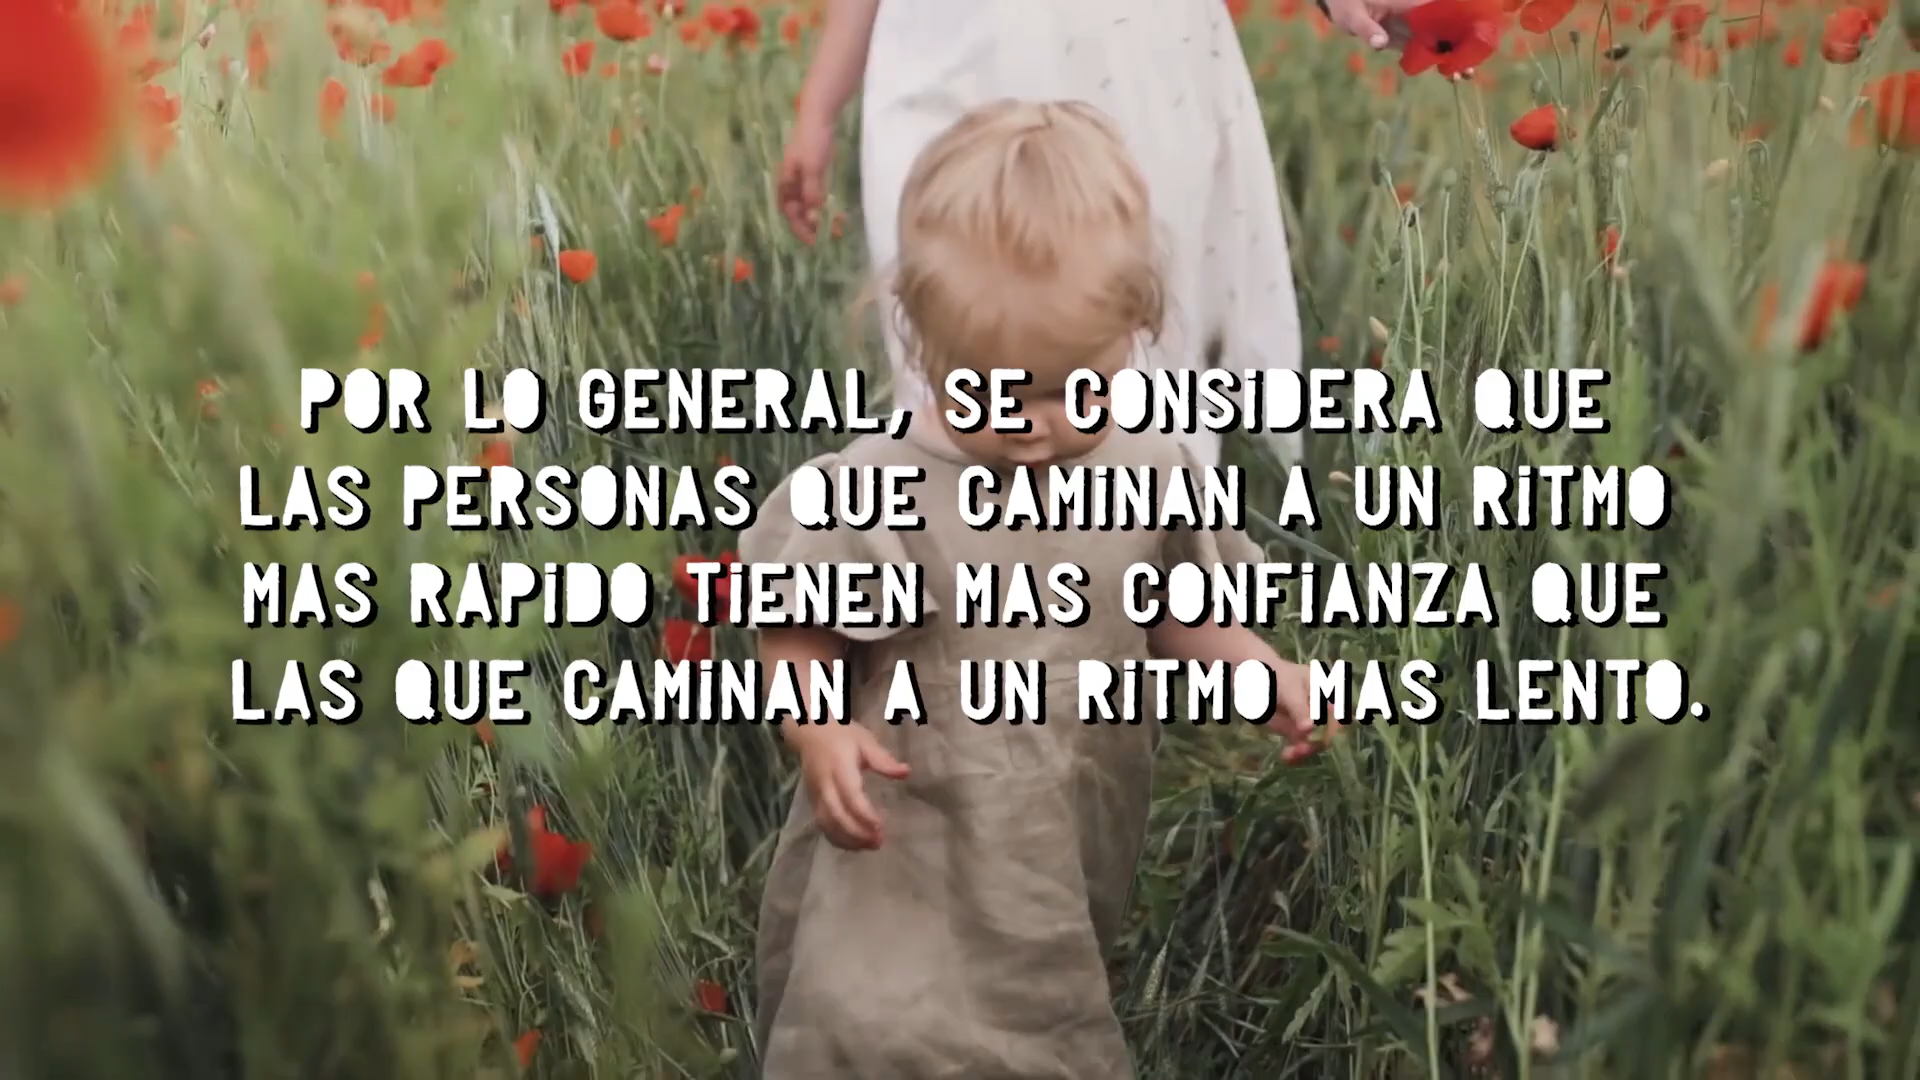 POR LO GENERAL, SE CONSiDERA QUE
LAS PERSONAS QUE CAMiNAN A UN RiTMO
MAS RAPiDO TiENEN MAS CONFiANZA QUE
LAS QUE CAMiNAN A UN RiTMO MAS LENTO.